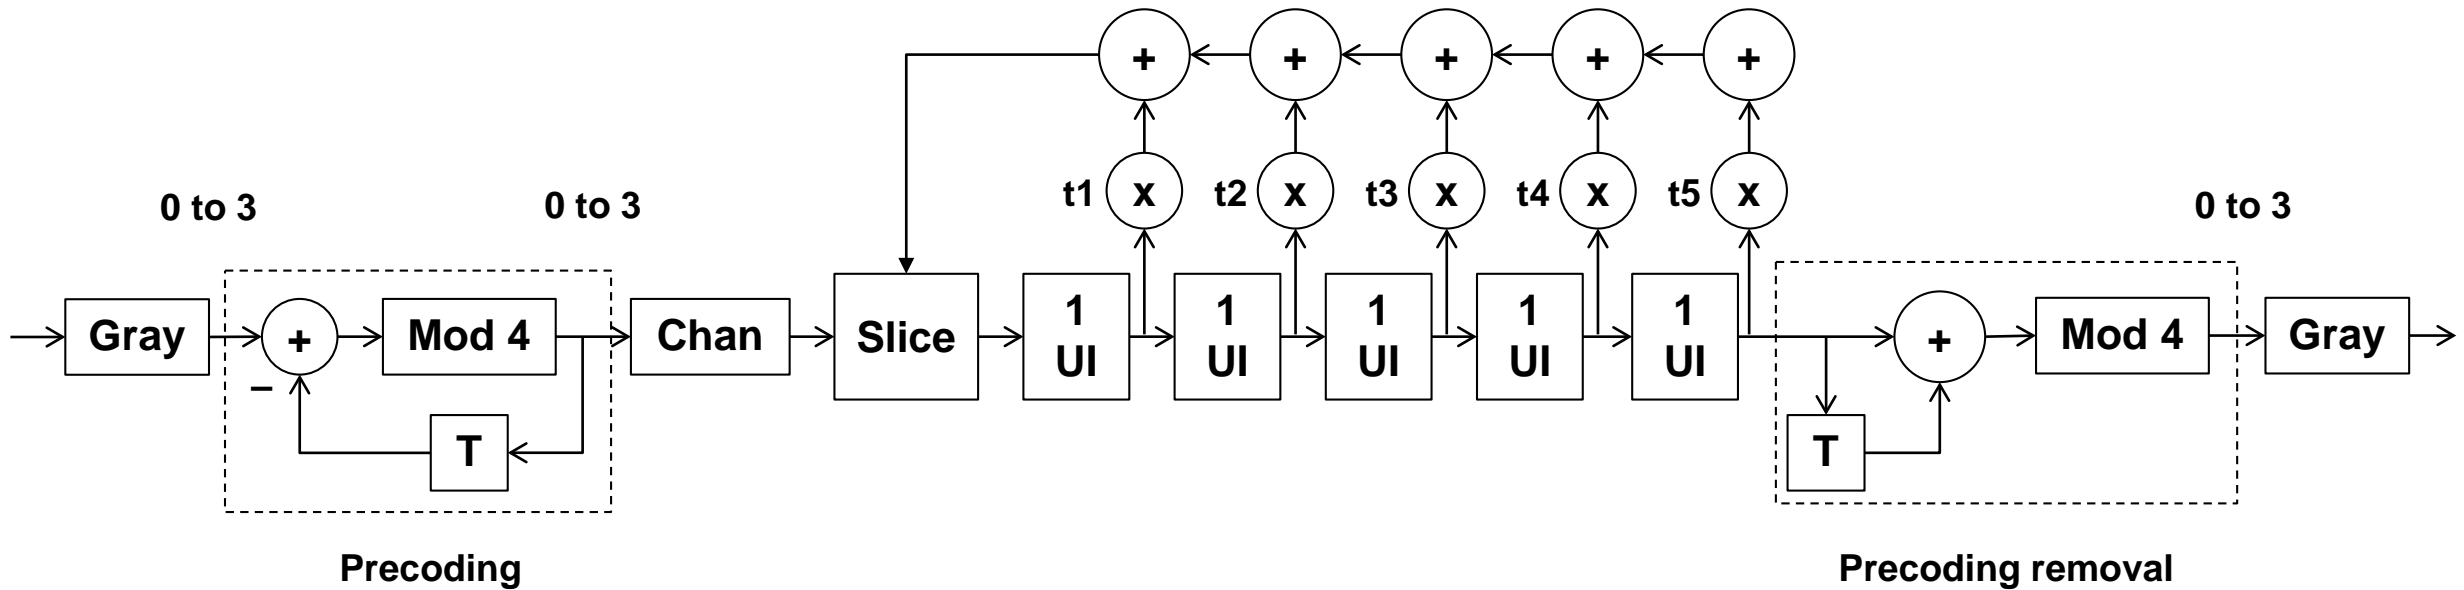 + + + + +
t1 x t2 x t3 x t4 x t5 x
0 to 3 0 to 3 0 to 3
Gray + Mod 4 Chan Slice 1 UI 1 UI 1 UI 1 UI 1 UI + Mod 4 Gray
–
T T
Precoding Precoding removal